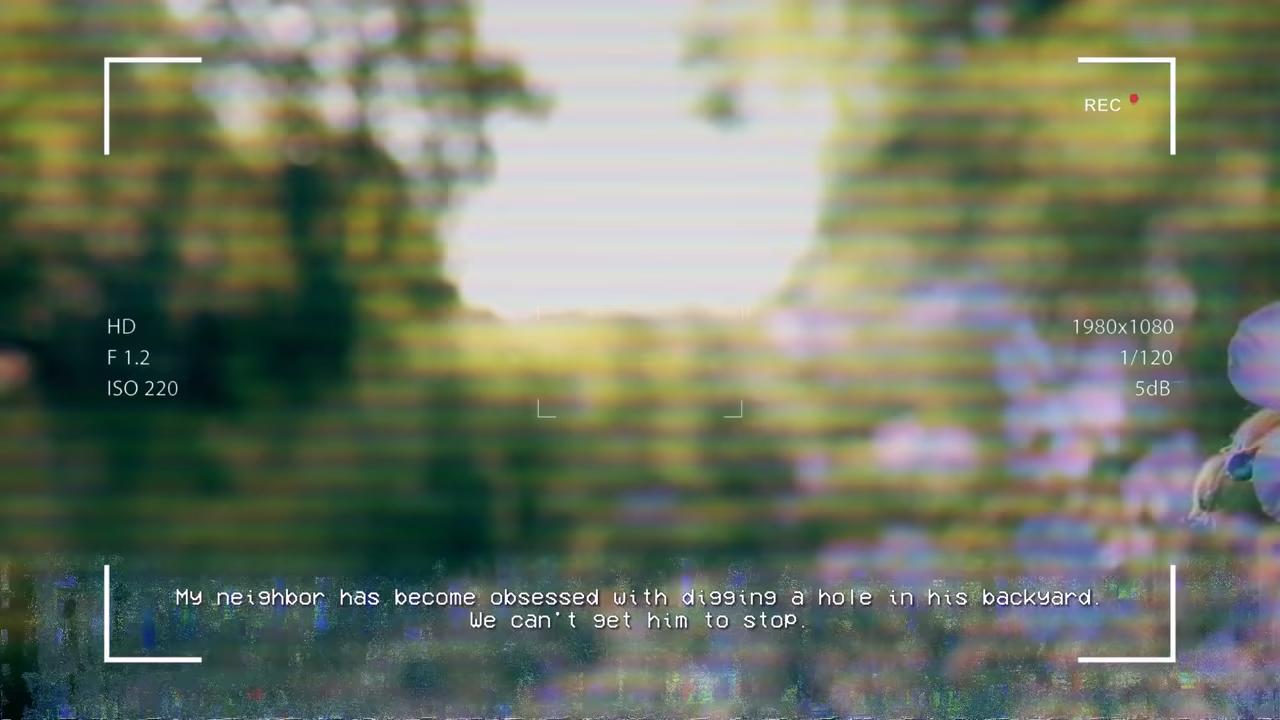 REC
HD
F 1.2
ISO 220
1980x1080
1/120
5dB
My neighbor has become obsessed with digging a hole in his backyard.
We can't get him to stop.